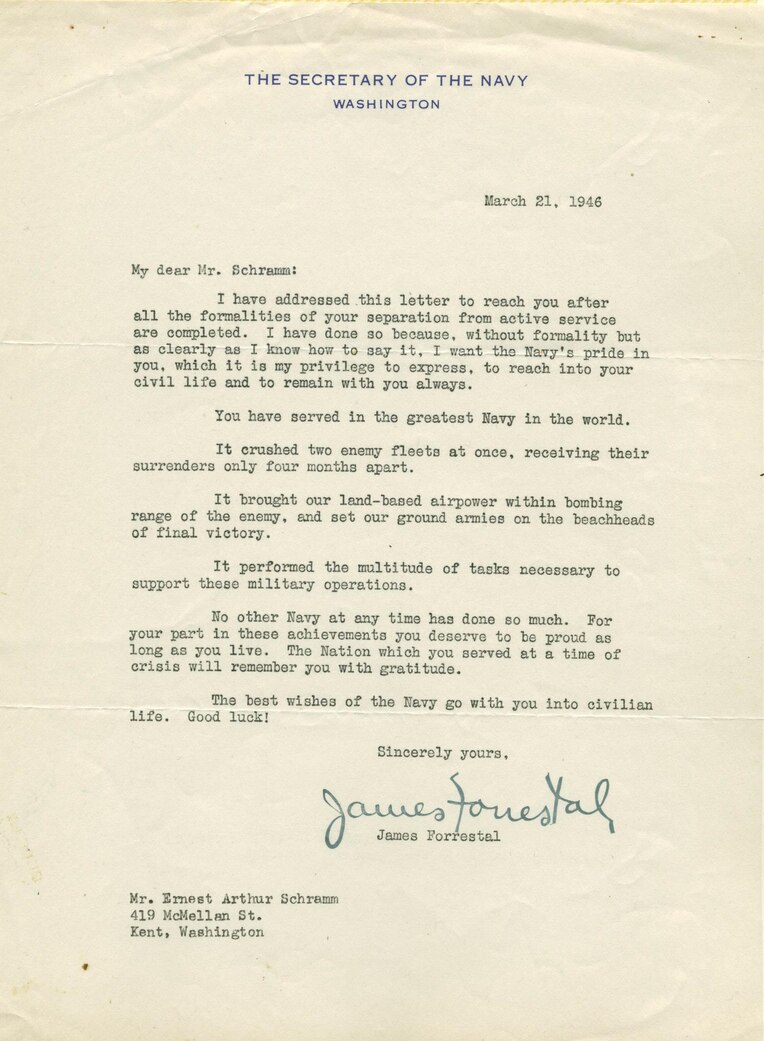 THE SECRETARY OF THE NAVY
WASHINGTON
March 21, 1946
My dear Mr. Schramm:
I have addressed this letter to reach you after
all the formalities of your separation from active service
are completed. I have done so because, without formality but
as clearly as I know how to say it, I want the Navy's pride in
you, which it is my privilege to express, to reach into your
civil life and to remain with you always.
You have served in the greatest Navy in the world.
It crushed two enemy fleets at once, receiving their
surrenders only four months apart.
It brought our land-based airpower within bombing
range of the enemy, and set our ground armies on the beachheads
of final victory.
It performed the multitude of tasks necessary to
support these military operations.
No other Navy at any time has done so much. For
your part in these achievements you deserve to be proud as
long as you live. The Nation which you served at a time of
crisis will remember you with gratitude.
The best wishes of the Navy go with you into civilian
life. Good luck!
Sincerely yours,
James Forrestal
James Forrestal
Mr. Ernest Arthur Schramm
419 McMellan St.
Kent, Washington